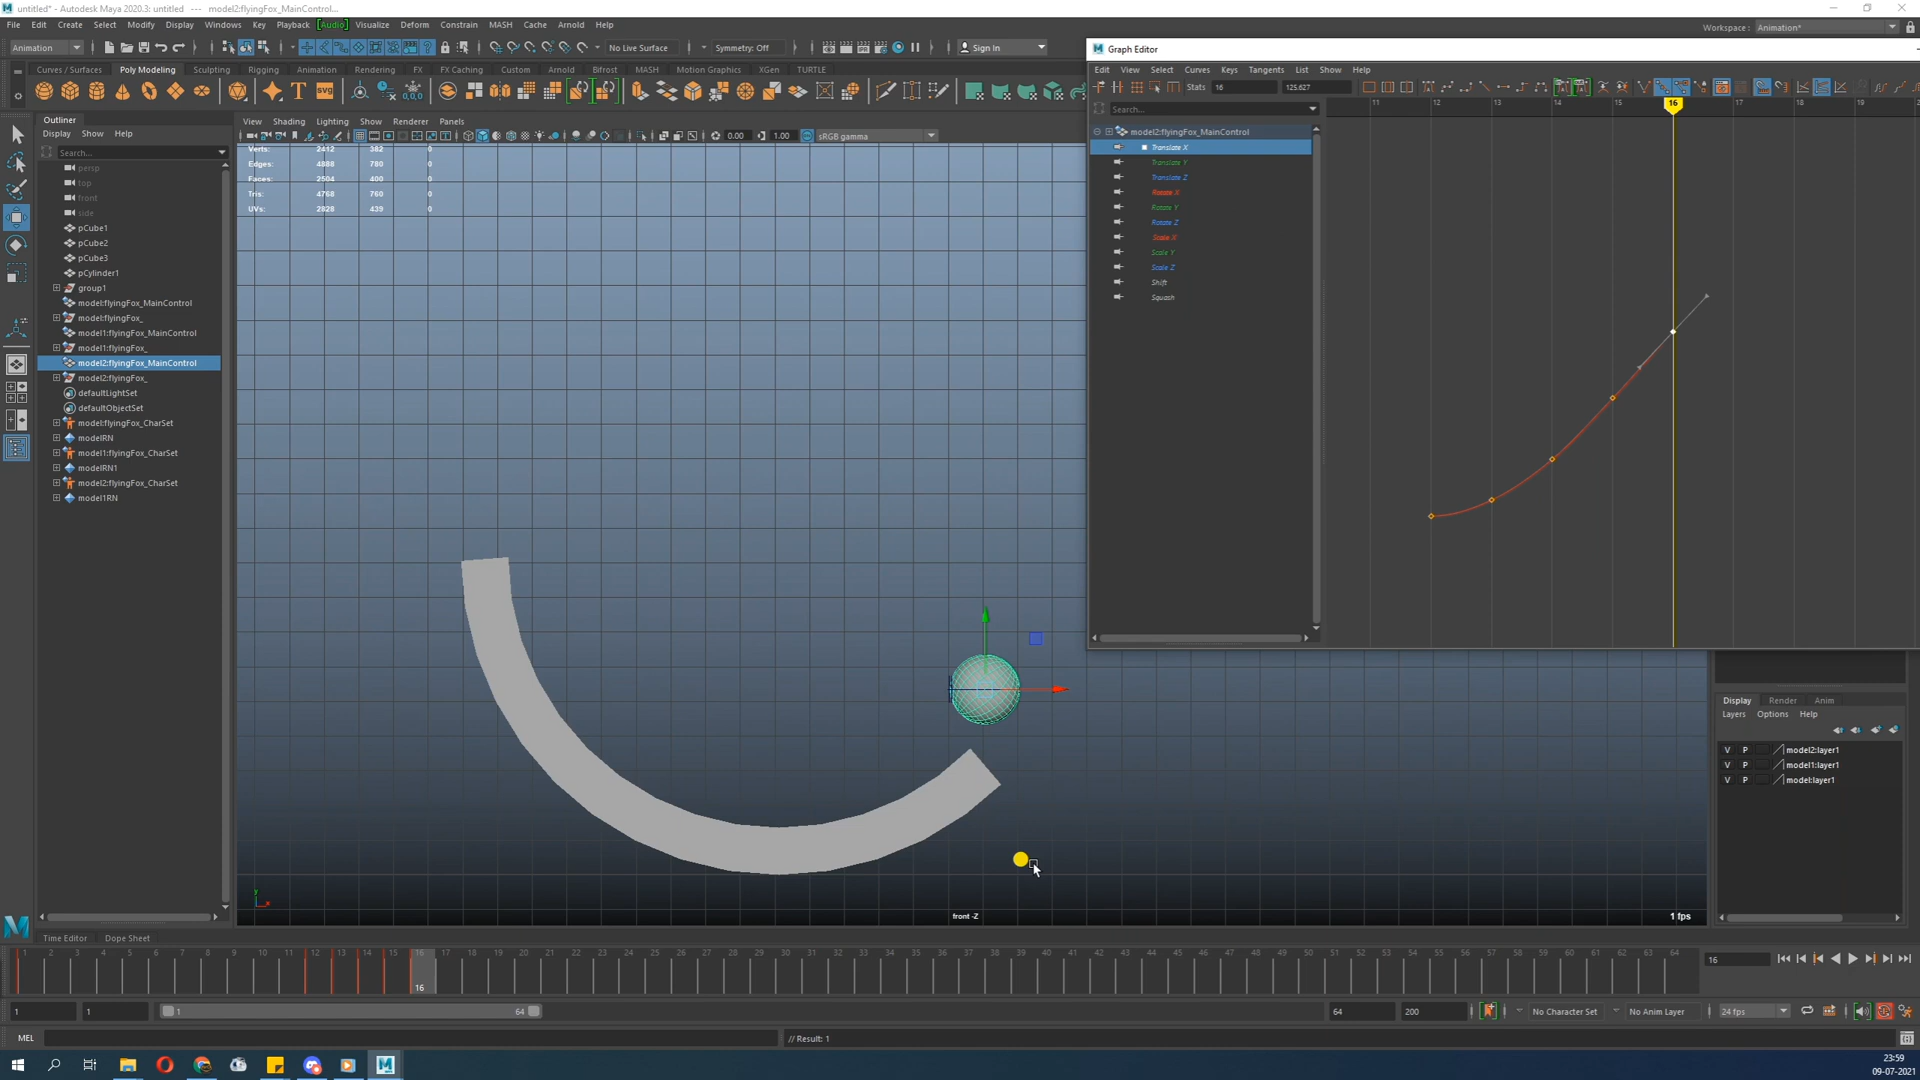 untitled* - Autodesk Maya 2020.3: untitled --- model2:flyingFox_MainControl...
File Edit Create Select Modify Display Windows Key Playback [Audio] Visualize Deform Constrain MASH Cache Arnold Help
Workspace : Animation*
Animation
No Live Surface
Symmetry: Off
Sign In
Graph Editor
Curves / Surfaces Poly Modeling Sculpting Rigging Animation Rendering FX FX Caching Custom Arnold Bifrost MASH Motion Graphics XGen TURTLE
Edit View Select Curves Keys Tangents List Show Help
Stats 16 125.627
Search...
11 12 13 14 15 16 17 18 19
Outliner
Display Show Help
Search...
View Shading Lighting Show Renderer Panels
0.00 1.00 sRGB gamma
persp
top
front
side
pCube1
pCube2
pCube3
pCylinder1
group1
model:flyingFox_MainControl
model:flyingFox_
model1:flyingFox_MainControl
model1:flyingFox_
model2:flyingFox_MainControl
model2:flyingFox_
defaultLightSet
defaultObjectSet
model:flyingFox_CharSet
modelRN
model1:flyingFox_CharSet
modelRN1
model2:flyingFox_CharSet
model1RN
Verts: 2412 382 0
Edges: 4888 780 0
Faces: 2504 400 0
Tris: 4768 760 0
UVs: 2828 439 0
model2:flyingFox_MainControl
Translate X
Translate Y
Translate Z
Rotate X
Rotate Y
Rotate Z
Scale X
Scale Y
Scale Z
Shift
Squash
y
x
front -Z
1 fps
Display Render Anim
Layers Options Help
V P model2:layer1
V P model1:layer1
V P model:layer1
Time Editor Dope Sheet
1 2 3 4 5 6 7 8 9 10 11 12 13 14 15 16 17 18 19 20 21 22 23 24 25 26 27 28 29 30 31 32 33 34 35 36 37 38 39 40 41 42 43 44 45 46 47 48 49 50 51 52 53 54 55 56 57 58 59 60 61 62 63 64
16
16
1 1 1 64 64 200 No Character Set No Anim Layer 24 fps
MEL // Result: 1
23:59
09-07-2021